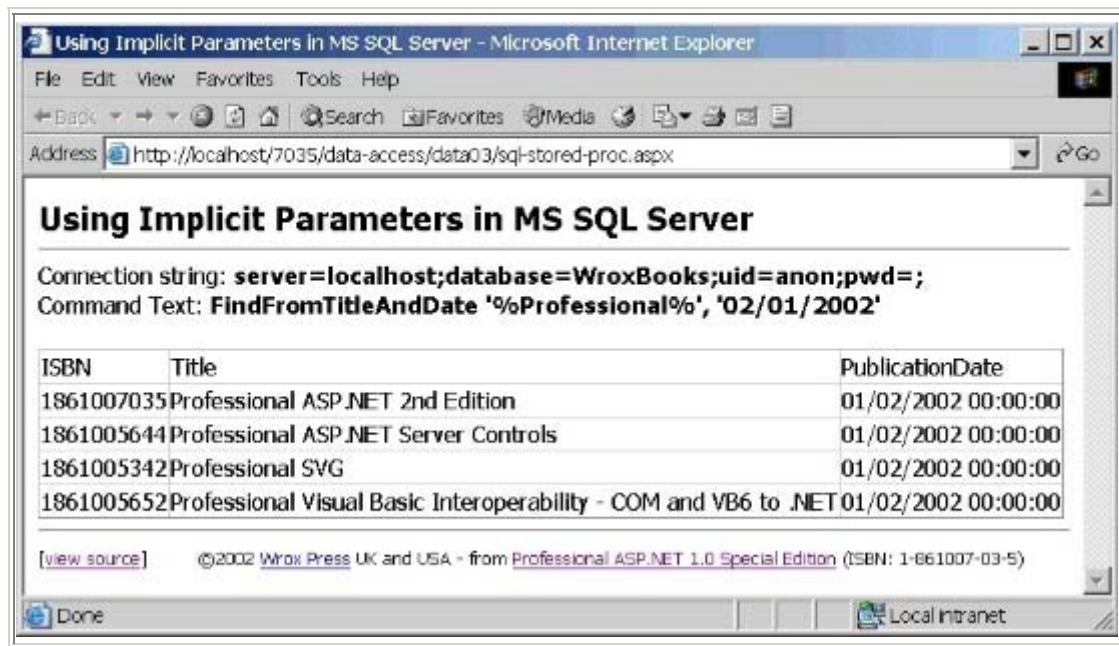 Using Implicit Parameters in MS SQL Server - Microsoft Internet Explorer
File Edit View Favorites Tools Help
Back Search Favorites Media
Address http://localhost/7035/data-access/data03/sql-stored-proc.aspx Go
Using Implicit Parameters in MS SQL Server
Connection string: server=localhost;database=WroxBooks;uid=anon;pwd=;
Command Text: FindFromTitleAndDate '%Professional%', '02/01/2002'
ISBN Title PublicationDate
1861007035 Professional ASP.NET 2nd Edition 01/02/2002 00:00:00
1861005644 Professional ASP.NET Server Controls 01/02/2002 00:00:00
1861005342 Professional SVG 01/02/2002 00:00:00
1861005652 Professional Visual Basic Interoperability - COM and VB6 to .NET 01/02/2002 00:00:00
[view source] ©2002 Wrox Press UK and USA - from Professional ASP.NET 1.0 Special Edition (ISBN: 1-861007-03-5)
Done Local intranet